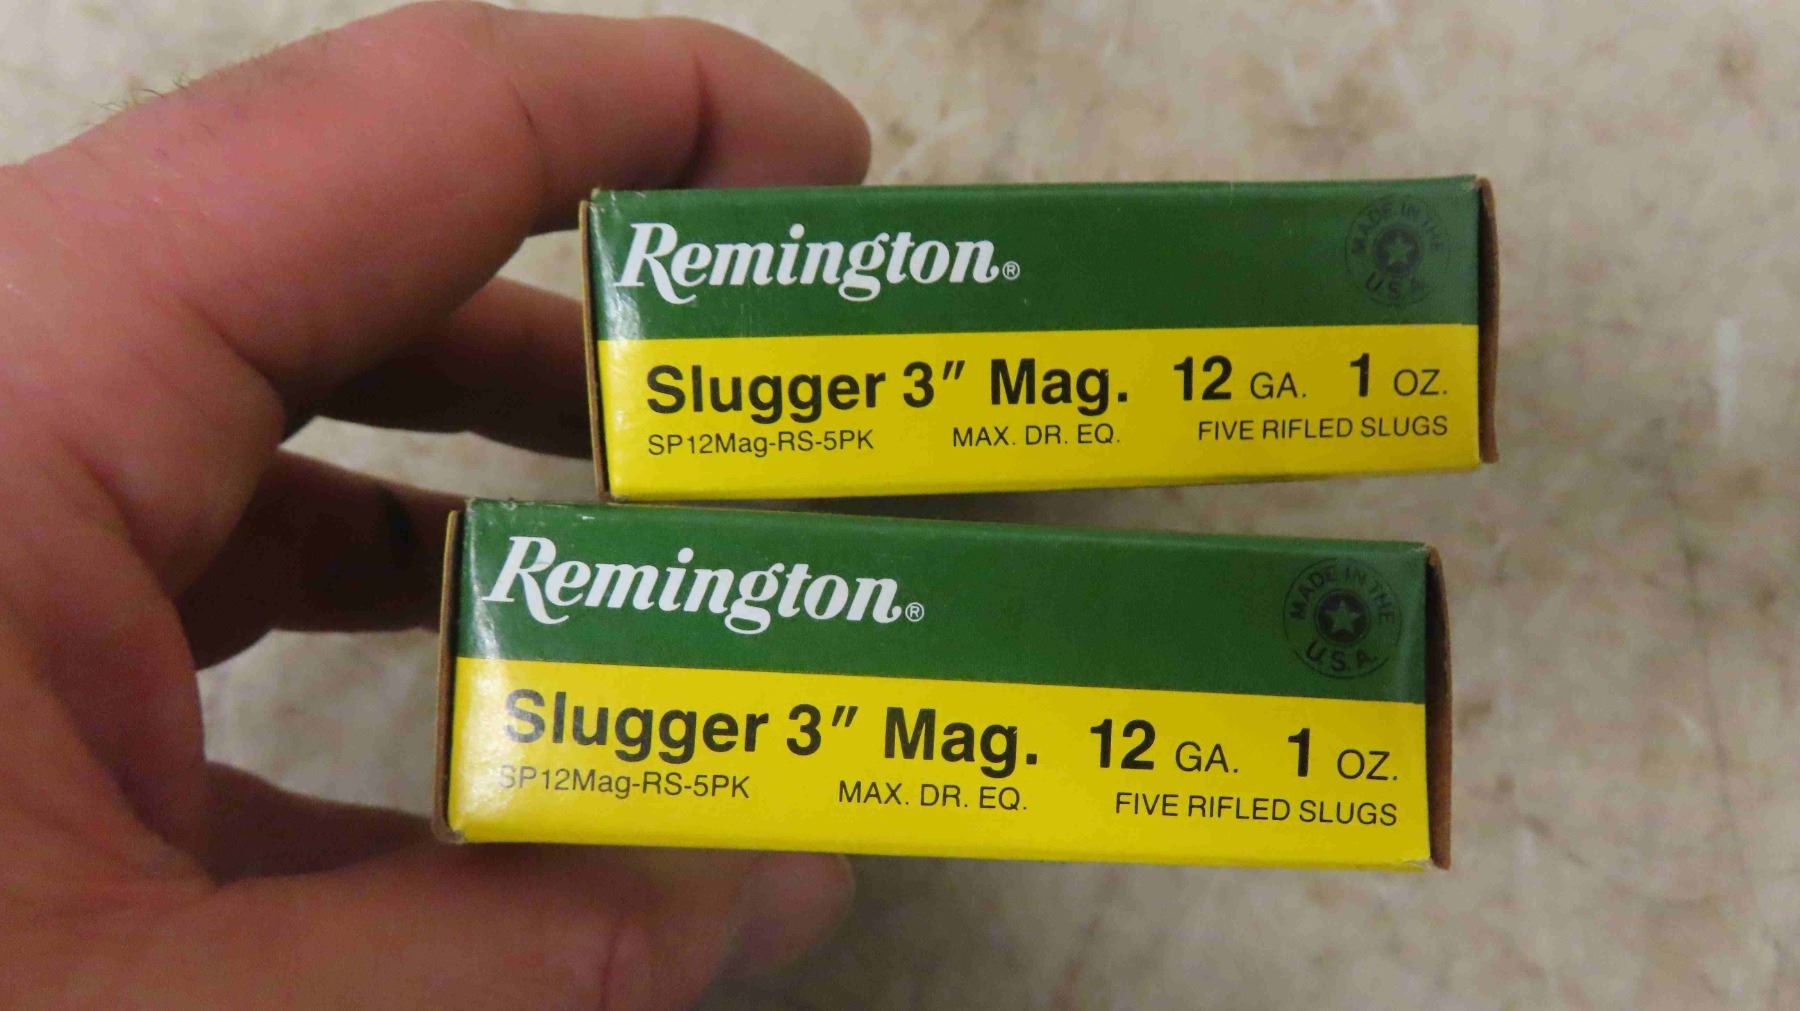 Remington®
MADE IN THE
U.S.A.
Slugger 3" Mag. 12 GA. 1 OZ.
SP12Mag-RS-5PK MAX. DR. EQ. FIVE RIFLED SLUGS
Remington®
MADE IN THE
U.S.A.
Slugger 3" Mag. 12 GA. 1 OZ.
SP12Mag-RS-5PK MAX. DR. EQ. FIVE RIFLED SLUGS